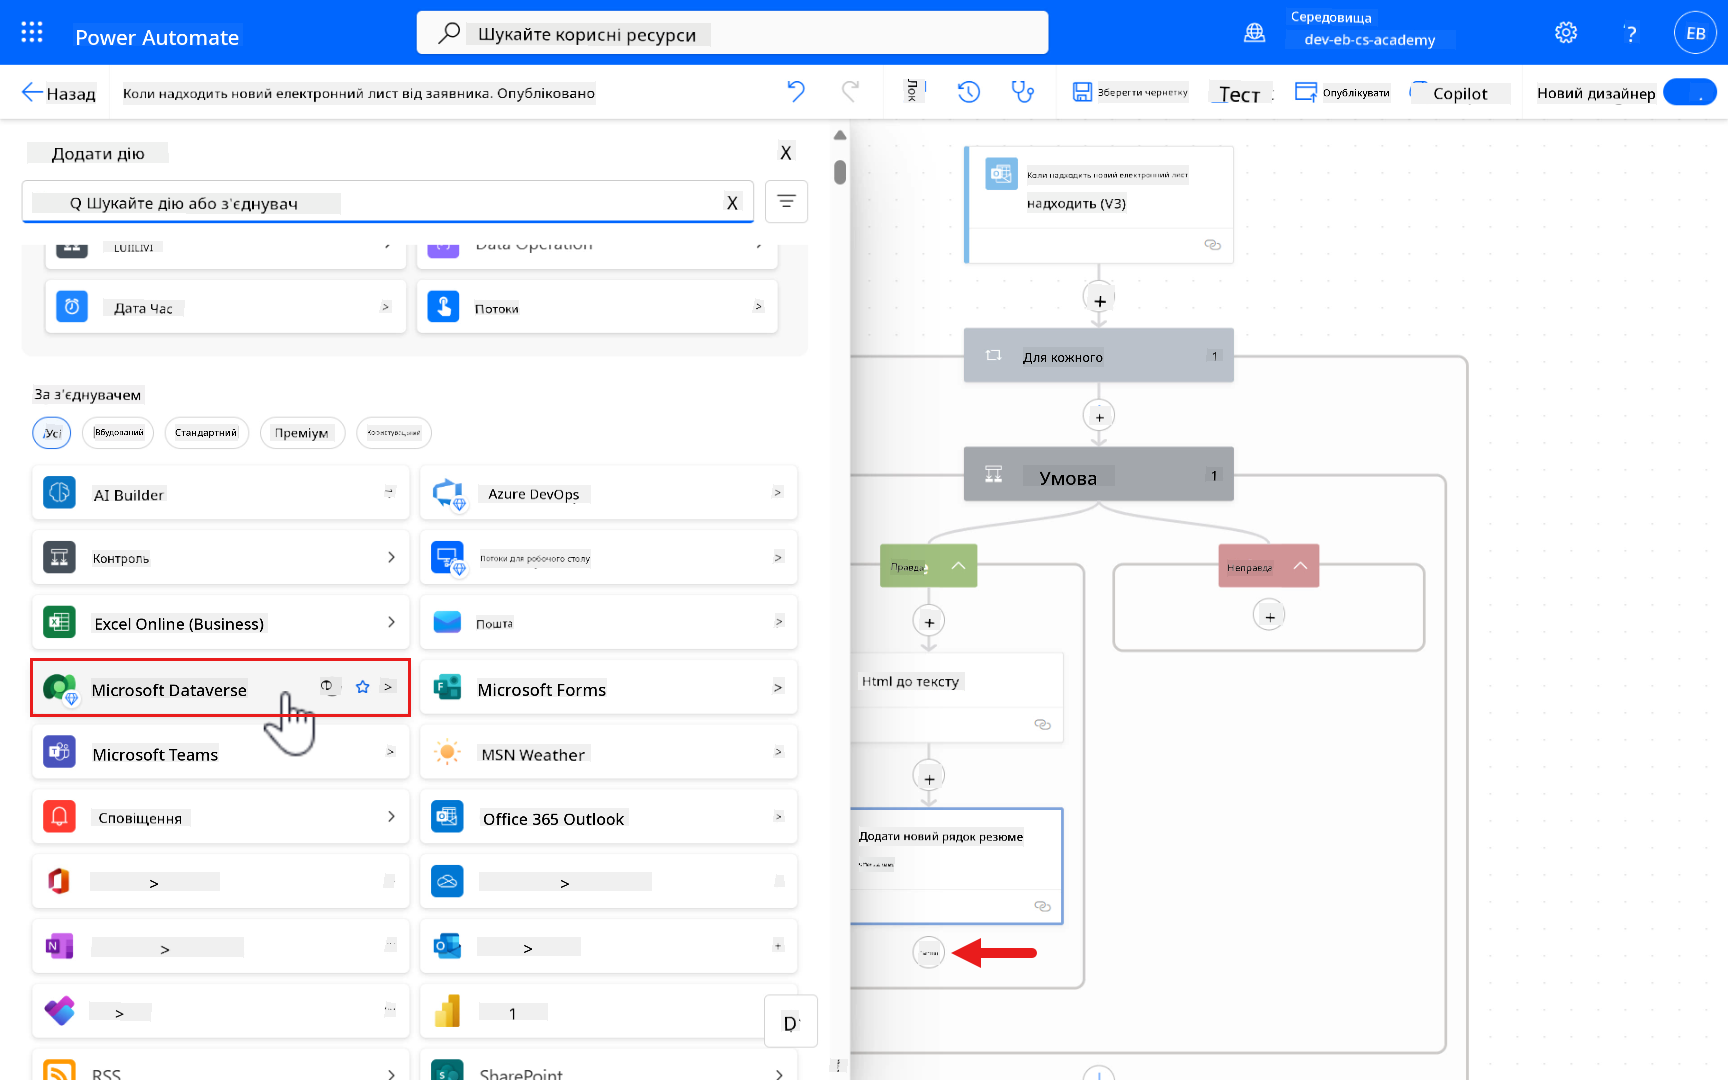 Power Automate
Шукайте корисні ресурси
Середовища
dev-eb-cs-academy
?
EB
Назад
Коли надходить новий електронний лист від заявника. Опубліковано
Зберегти чернетку
Тест
Опублікувати
Copilot
Новий дизайнер
Додати дію
X
Q Шукайте дію або з'єднувач
X
Data Operation
Дата Час
>
Потоки
>
За з'єднувачем
Усі
Вбудований
Стандартний
Преміум
Користувацький
AI Builder
Azure DevOps
>
Контроль
Потоки для робочого столу
>
Excel Online (Business)
Пошта
>
Microsoft Dataverse
>
Microsoft Forms
>
Microsoft Teams
>
MSN Weather
>
Сповіщення
Office 365 Outlook
>
>
>
>
>
+
>
1
D
RSS
SharePoint
Коли надходить новий електронний лист
надходить (V3)
+
Для кожного
1
+
Умова
1
Правда
Неправда
+
+
Html до тексту
+
Додати новий рядок резюме